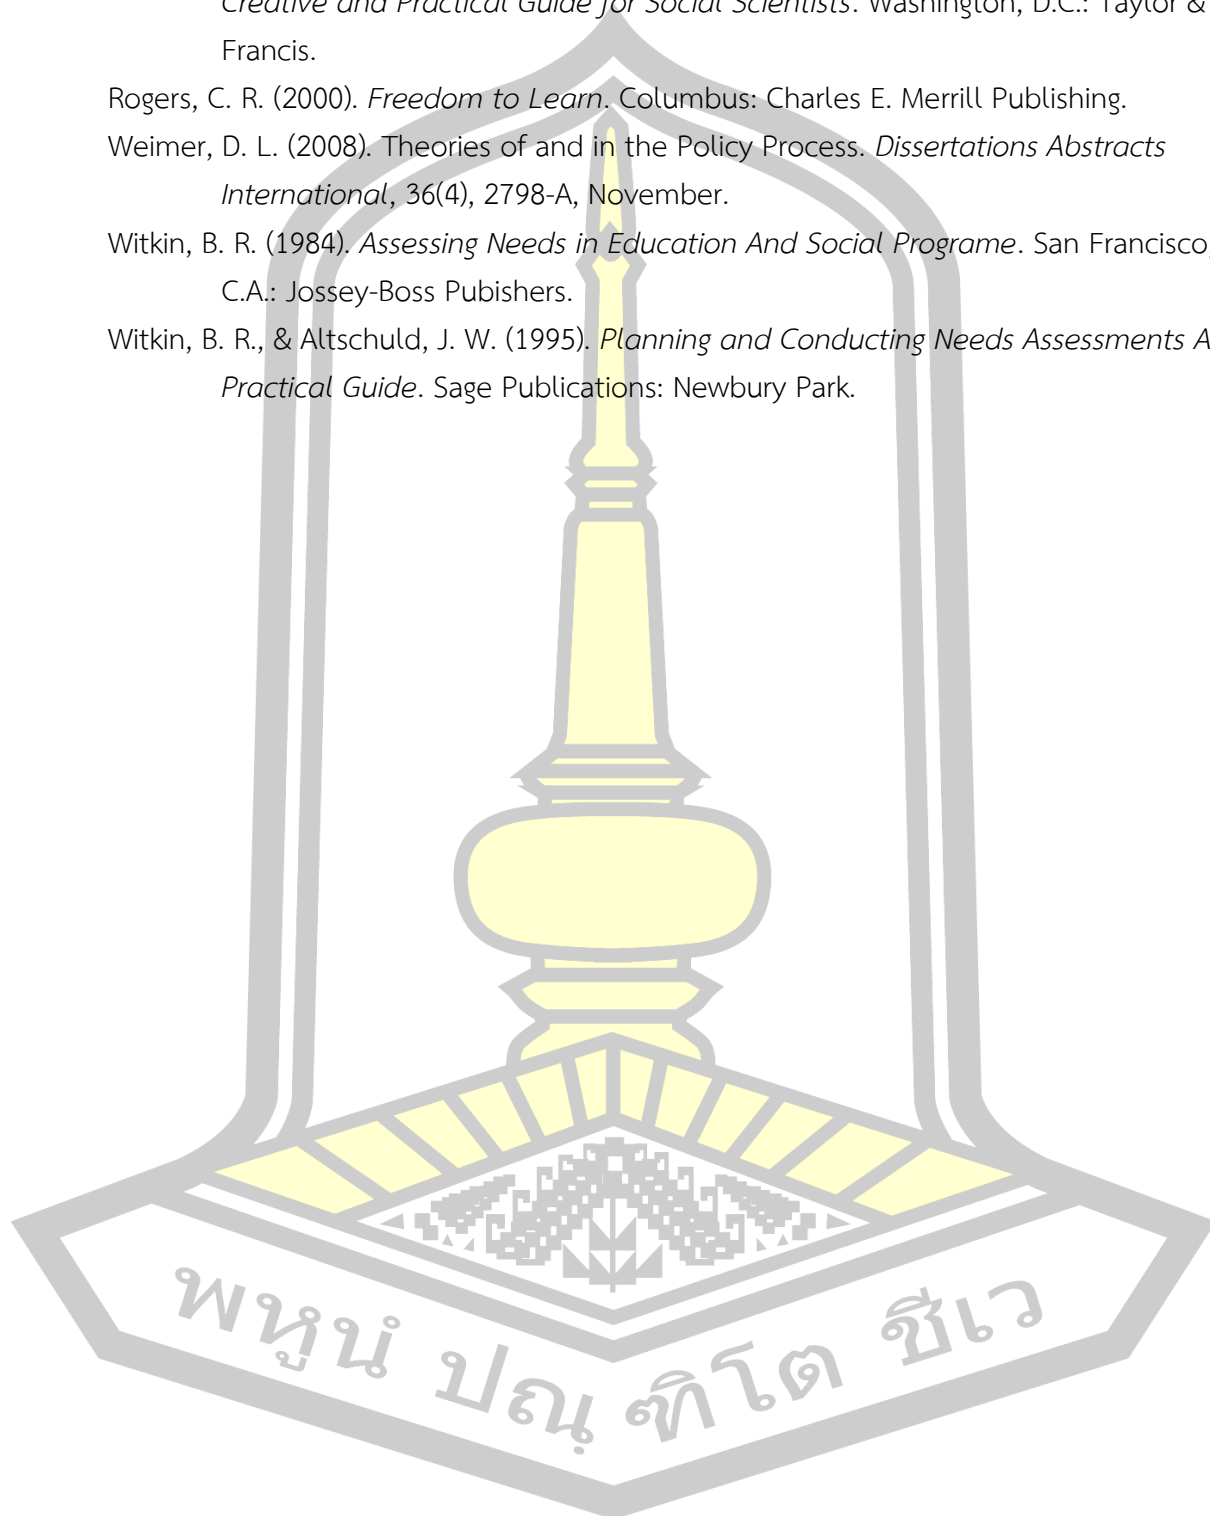 Creative and Practical Guide for Social Scientists. Washington, D.C.: Taylor &
Francis.
Rogers, C. R. (2000). Freedom to Learn. Columbus: Charles E. Merrill Publishing.
Weimer, D. L. (2008). Theories of and in the Policy Process. Dissertations Abstracts
International, 36(4), 2798-A, November.
Witkin, B. R. (1984). Assessing Needs in Education And Social Programe. San Francisco,
C.A.: Jossey-Boss Pubishers.
Witkin, B. R., & Altschuld, J. W. (1995). Planning and Conducting Needs Assessments A
Practical Guide. Sage Publications: Newbury Park.
พหูนํ ปณฺฑิโต ชีเว